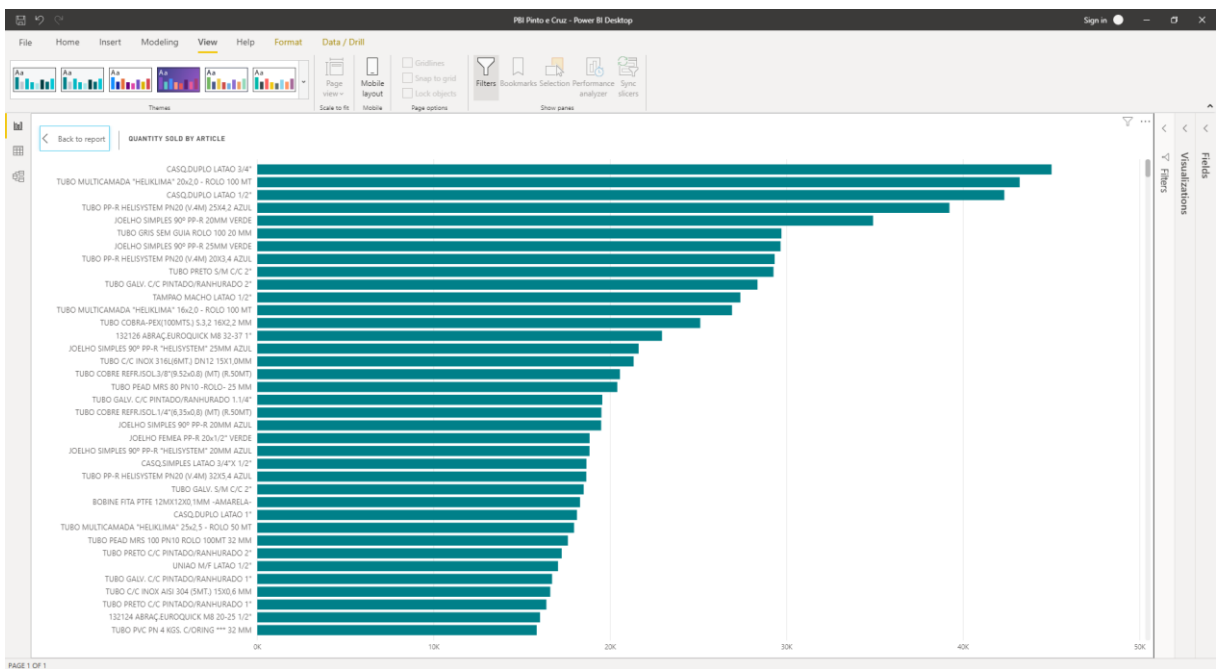 PBI Pinto e Cruz - Power BI Desktop
Sign in
File Home Insert Modeling View Help Format Data / Drill
Aa Aa Aa Aa Aa Aa
Page view
Mobile layout
Gridlines
Snap to grid
Lock objects
Filters
Bookmarks
Selection
Performance analyzer
Sync slicers
Themes
Scale to fit
Mobile
Page options
Show panes
Back to report
QUANTITY SOLD BY ARTICLE
Filters
Visualizations
Fields
CASQ.DUPLO LATAO 3/4"
TUBO MULTICAMADA "HELIKLIMA" 20x2,0 - ROLO 100 MT
CASQ.DUPLO LATAO 1/2"
TUBO PP-R HELISYSTEM PN20 (V.4M) 25X4,2 AZUL
JOELHO SIMPLES 90º PP-R 20MM VERDE
TUBO GRIS SEM GUIA ROLO 100 20 MM
JOELHO SIMPLES 90º PP-R 25MM VERDE
TUBO PP-R HELISYSTEM PN20 (V.4M) 20X3,4 AZUL
TUBO PRETO S/M C/C 2"
TUBO GALV. C/C PINTADO/RANHURADO 2"
TAMPAO MACHO LATAO 1/2"
TUBO MULTICAMADA "HELIKLIMA" 16x2,0 - ROLO 100 MT
TUBO COBRA-PEX(100MTS.) S.3,2 16X2,2 MM
132126 ABRAÇ.EUROQUICK M8 32-37 1"
JOELHO SIMPLES 90º PP-R "HELISYSTEM" 25MM AZUL
TUBO C/C INOX 316L(6MT.) DN12 15X1,0MM
TUBO COBRE REFR.ISOL.3/8"(9.52x0.8) (MT) (R.50MT)
TUBO PEAD MRS 80 PN10 -ROLO- 25 MM
TUBO GALV. C/C PINTADO/RANHURADO 1.1/4"
TUBO COBRE REFR.ISOL.1/4"(6,35x0,8) (MT) (R.50MT)
JOELHO SIMPLES 90º PP-R 20MM AZUL
JOELHO FEMEA PP-R 20x1/2" VERDE
JOELHO SIMPLES 90º PP-R "HELISYSTEM" 20MM AZUL
CASQ.SIMPLES LATAO 3/4"X 1/2"
TUBO PP-R HELISYSTEM PN20 (V.4M) 32X5,4 AZUL
TUBO GALV. S/M C/C 2"
BOBINE FITA PTFE 12MX12X0,1MM -AMARELA-
CASQ.DUPLO LATAO 1"
TUBO MULTICAMADA "HELIKLIMA" 25x2,5 - ROLO 50 MT
TUBO PEAD MRS 100 PN10 ROLO 100MT 32 MM
TUBO PRETO C/C PINTADO/RANHURADO 2"
UNIAO M/F LATAO 1/2"
TUBO GALV. C/C PINTADO/RANHURADO 1"
TUBO C/C INOX AISI 304 (5MT.) 15X0,6 MM
TUBO PRETO C/C PINTADO/RANHURADO 1"
132124 ABRAÇ.EUROQUICK M8 20-25 1/2"
TUBO PVC PN 4 KGS. C/ORING *** 32 MM
0K 10K 20K 30K 40K 50K
PAGE 1 OF 1